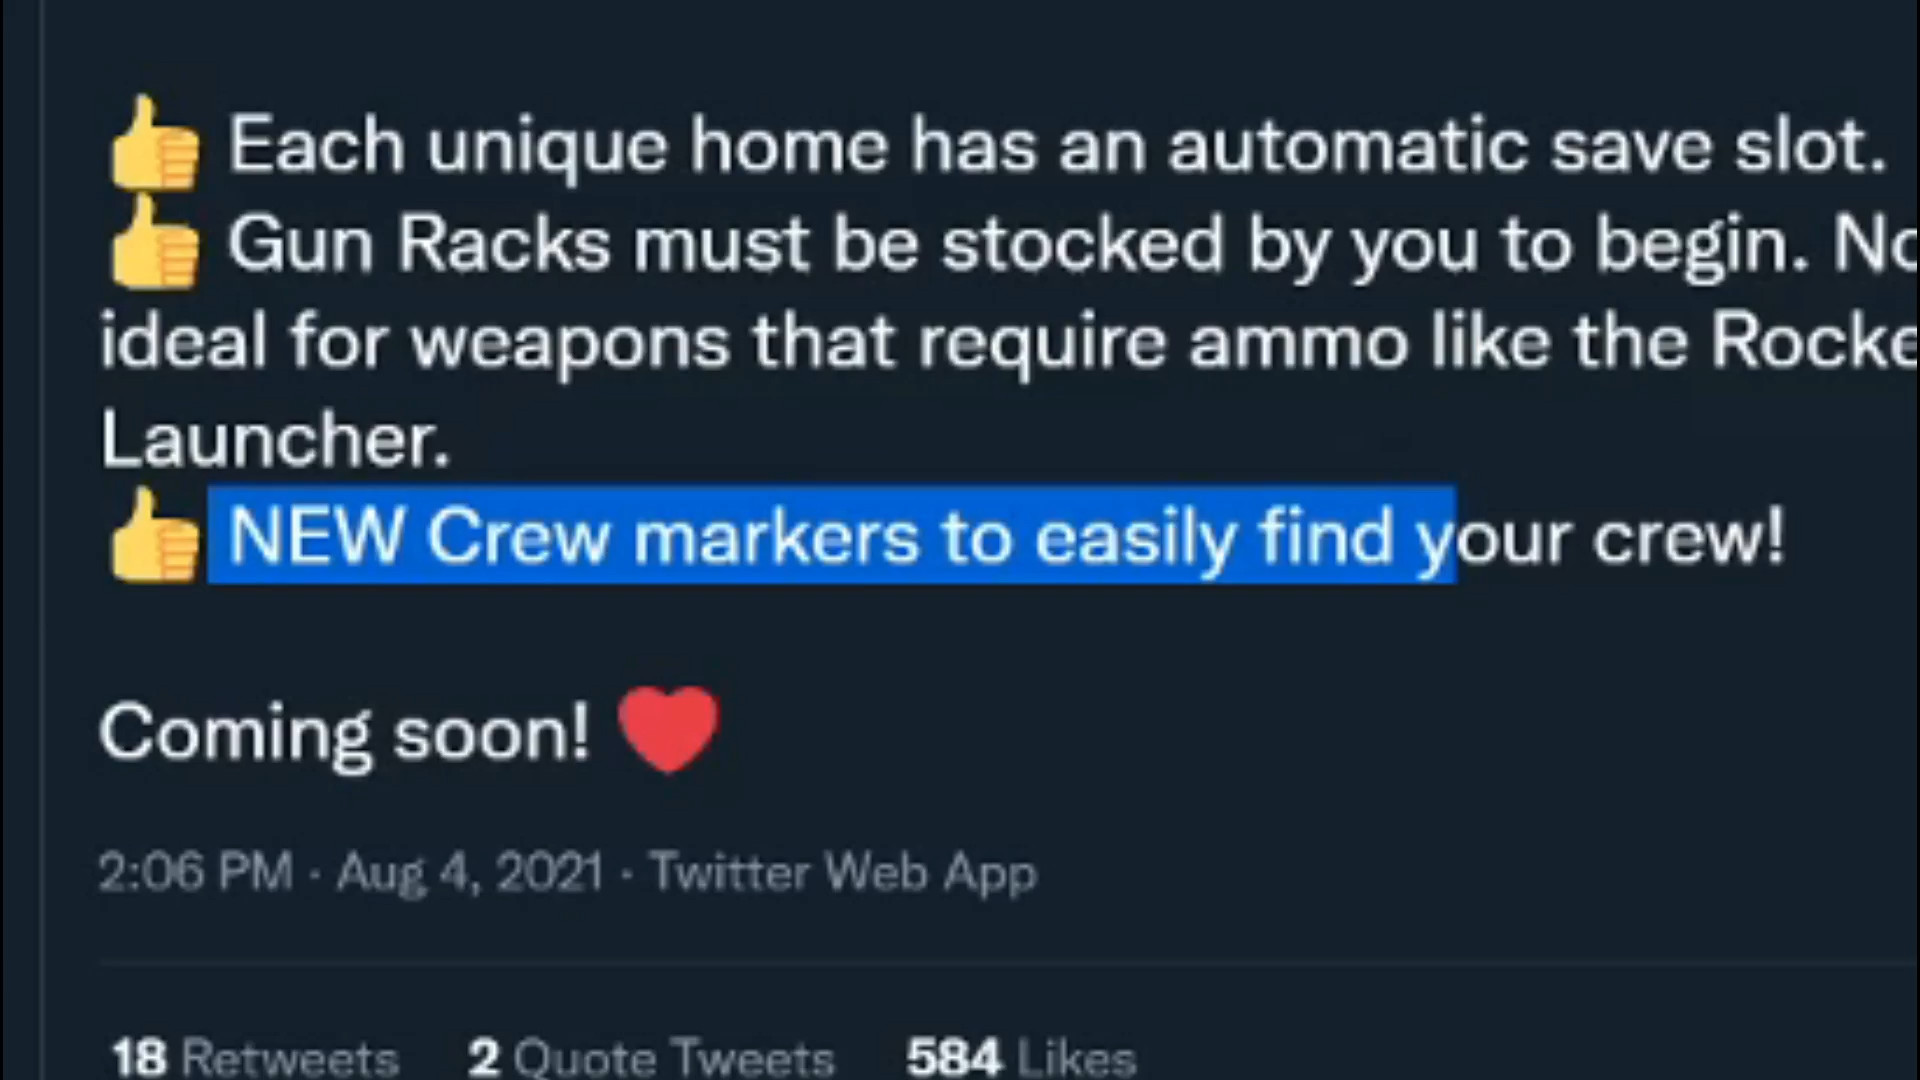 👍 Each unique home has an automatic save slot.
👍 Gun Racks must be stocked by you to begin.
ideal for weapons that require ammo like the
Launcher.
👍 NEW Crew markers to easily find your crew!
Coming soon! ❤️
2:06 PM · Aug 4, 2021 · Twitter Web App
18 Retweets 2 Quote Tweets 584 Likes